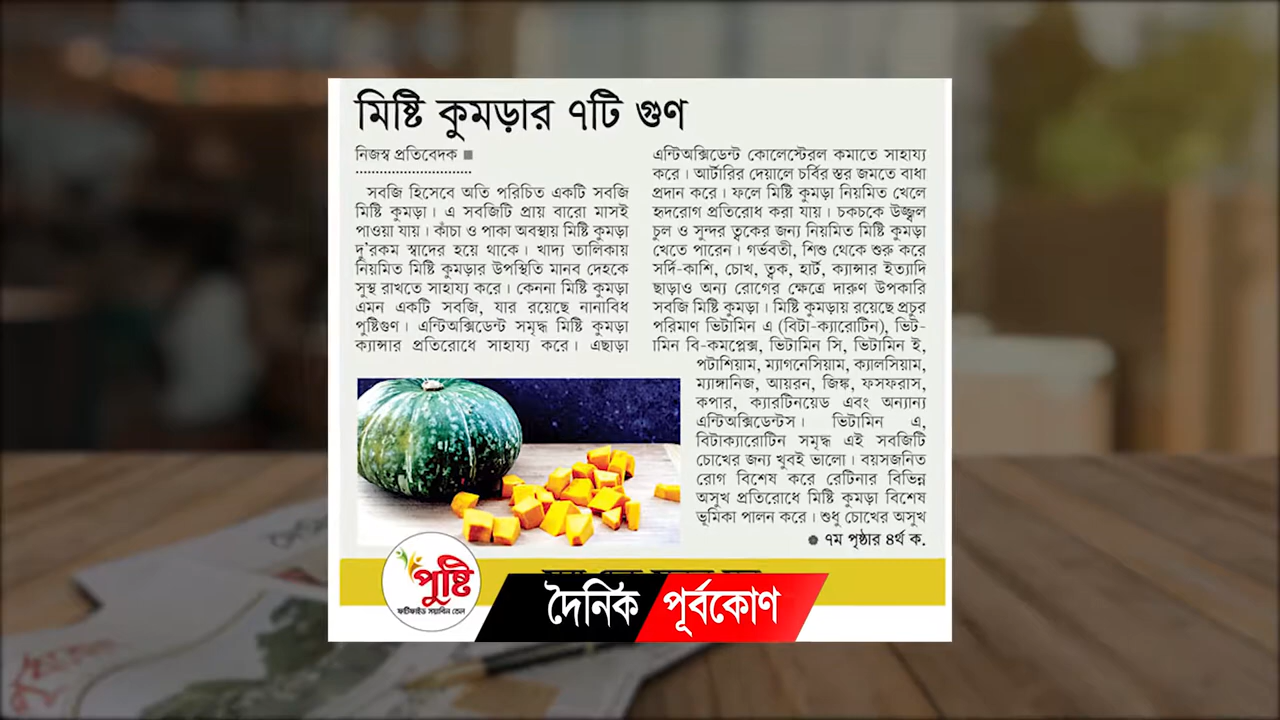 মিষ্টি কুমড়ার ৭টি গুণ
নিজস্ব প্রতিবেদক
সবজি হিসেবে অতি পরিচিত একটি সবজি
মিষ্টি কুমড়া। এ সবজিটি প্রায় বারো মাসই
পাওয়া যায়। কাঁচা ও পাকা অবস্থায় মিষ্টি কুমড়া
দু'রকম স্বাদের হয়ে থাকে। খাদ্য তালিকায়
নিয়মিত মিষ্টি কুমড়ার উপস্থিতি মানব দেহকে
সুস্থ রাখতে সাহায্য করে। কেননা মিষ্টি কুমড়া
এমন একটি সবজি, যার রয়েছে নানাবিধ
পুষ্টিগুণ। এন্টিঅক্সিডেন্ট সমৃদ্ধ মিষ্টি কুমড়া
ক্যান্সার প্রতিরোধে সাহায্য করে। এছাড়া
এন্টিঅক্সিডেন্ট কোলেস্টেরল কমাতে সাহায্য
করে। আর্টারির দেয়ালে চর্বির স্তর জমতে বাধা
প্রদান করে। ফলে মিষ্টি কুমড়া নিয়মিত খেলে
হৃদরোগ প্রতিরোধ করা যায়। চকচকে উজ্জ্বল
চুল ও সুন্দর ত্বকের জন্য নিয়মিত মিষ্টি কুমড়া
খেতে পারেন। গর্ভবতী, শিশু থেকে শুরু করে
সর্দি-কাশি, চোখ, ত্বক, হার্ট, ক্যান্সার ইত্যাদি
ছাড়াও অন্য রোগের ক্ষেত্রে দারুণ উপকারি
সবজি মিষ্টি কুমড়া। মিষ্টি কুমড়ায় রয়েছে প্রচুর
পরিমাণ ভিটামিন এ (বিটা-ক্যারোটিন), ভিট-
ামিন বি-কমপ্লেক্স, ভিটামিন সি, ভিটামিন ই,
পটাশিয়াম, ম্যাগনেসিয়াম, ক্যালসিয়াম,
ম্যাঙ্গানিজ, আয়রন, জিঙ্ক, ফসফরাস,
কপার, ক্যারটিনয়েড এবং অন্যান্য
এন্টিঅক্সিডেন্টস। ভিটামিন এ,
বিটাক্যারোটিন সমৃদ্ধ এই সবজিটি
চোখের জন্য খুবই ভালো। বয়সজনিত
রোগ বিশেষ করে রেটিনার বিভিন্ন
অসুখ প্রতিরোধে মিষ্টি কুমড়া বিশেষ
ভূমিকা পালন করে। শুধু চোখের অসুখ
৭ম পৃষ্ঠার ৪র্থ ক.
পুষ্টি
ফর্টিফাইড সয়াবিন তেল
দৈনিক পূর্বকোণ